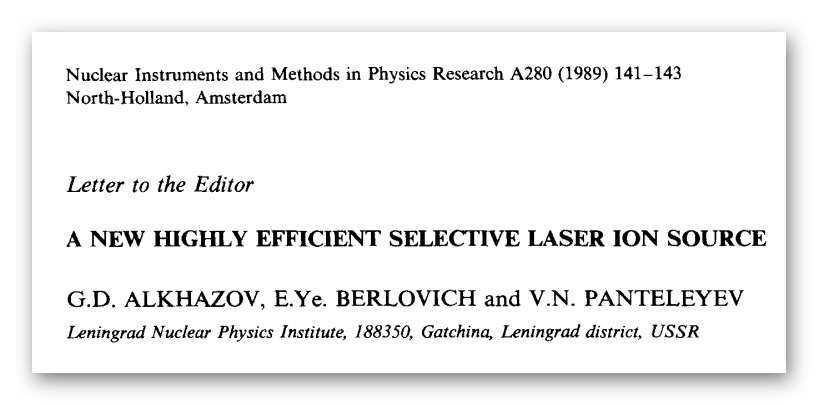 Nuclear Instruments and Methods in Physics Research A280 (1989) 141–143
North-Holland, Amsterdam
Letter to the Editor
A NEW HIGHLY EFFICIENT SELECTIVE LASER ION SOURCE
G.D. ALKHAZOV, E.Ye. BERLOVICH and V.N. PANTELEYEV
Leningrad Nuclear Physics Institute, 188350, Gatchina, Leningrad district, USSR